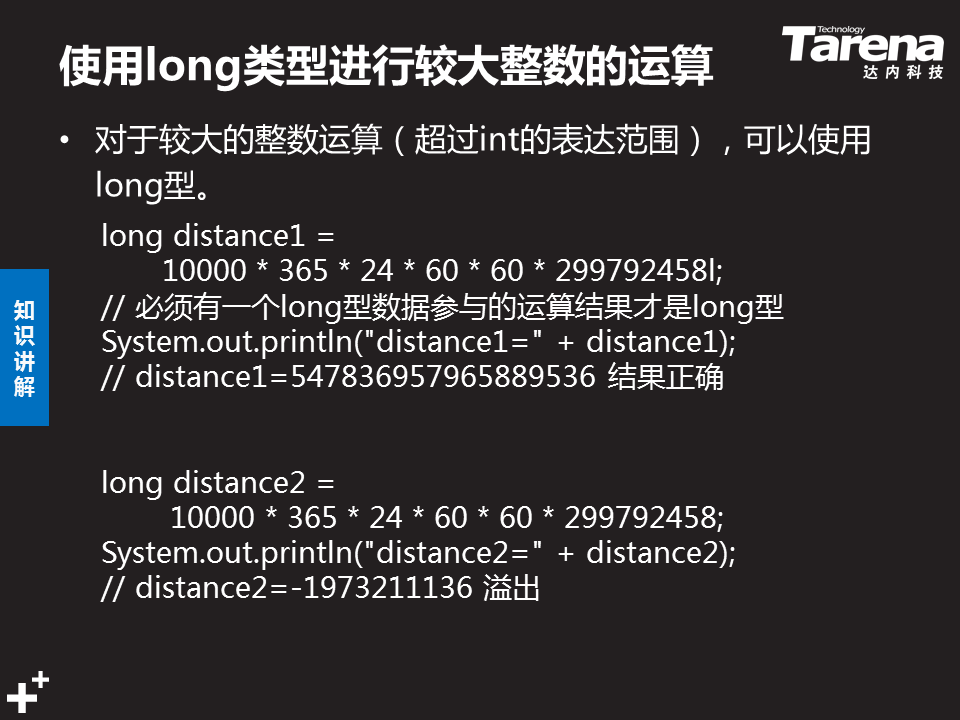 使用long类型进行较大整数的运算
Technology
Tarena
达内科技
• 对于较大的整数运算（超过int的表达范围），可以使用
long型。
long distance1 =
10000 * 365 * 24 * 60 * 60 * 299792458l;
// 必须有一个long型数据参与的运算结果才是long型
System.out.println("distance1=" + distance1);
// distance1=547836957965889536 结果正确
知识讲解
long distance2 =
10000 * 365 * 24 * 60 * 60 * 299792458;
System.out.println("distance2=" + distance2);
// distance2=-1973211136 溢出